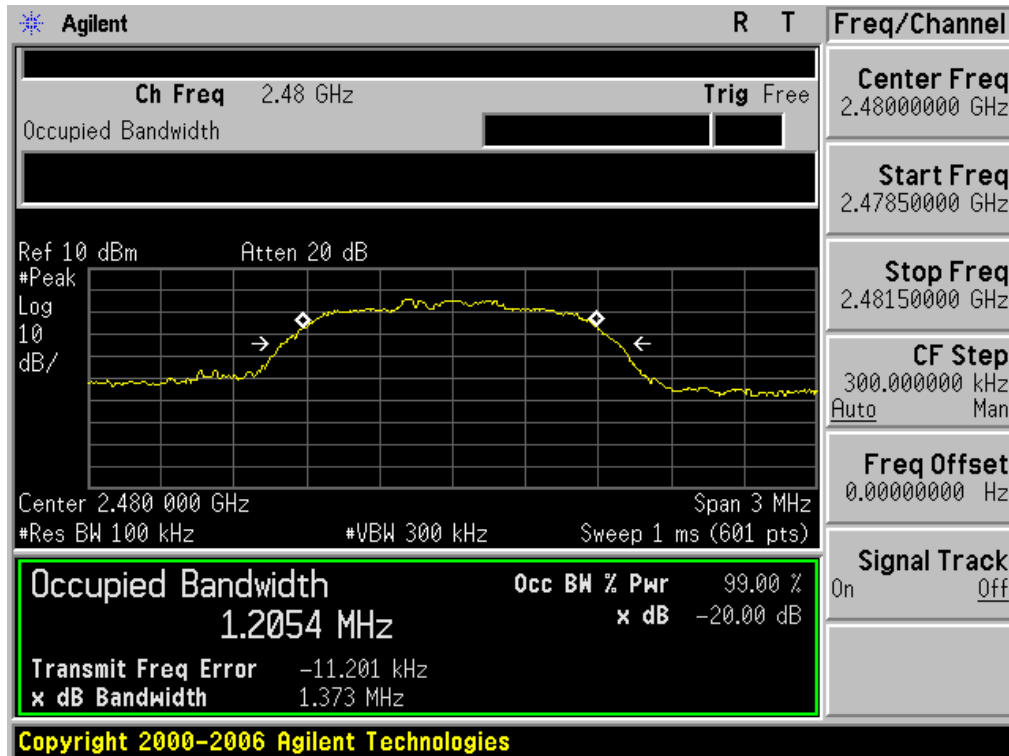 Agilent R T
Ch Freq 2.48 GHz Trig Free
Occupied Bandwidth
Ref 10 dBm Atten 20 dB
#Peak
Log
10
dB/
Center 2.480 000 GHz Span 3 MHz
#Res BW 100 kHz #VBW 300 kHz Sweep 1 ms (601 pts)
Occupied Bandwidth
1.2054 MHz
Occ BW % Pwr 99.00 %
x dB -20.00 dB
Transmit Freq Error -11.201 kHz
x dB Bandwidth 1.373 MHz
Copyright 2000-2006 Agilent Technologies
Freq/Channel
Center Freq
2.48000000 GHz
Start Freq
2.47850000 GHz
Stop Freq
2.48150000 GHz
CF Step
300.000000 kHz
Auto Man
Freq Offset
0.00000000 Hz
Signal Track
On Off